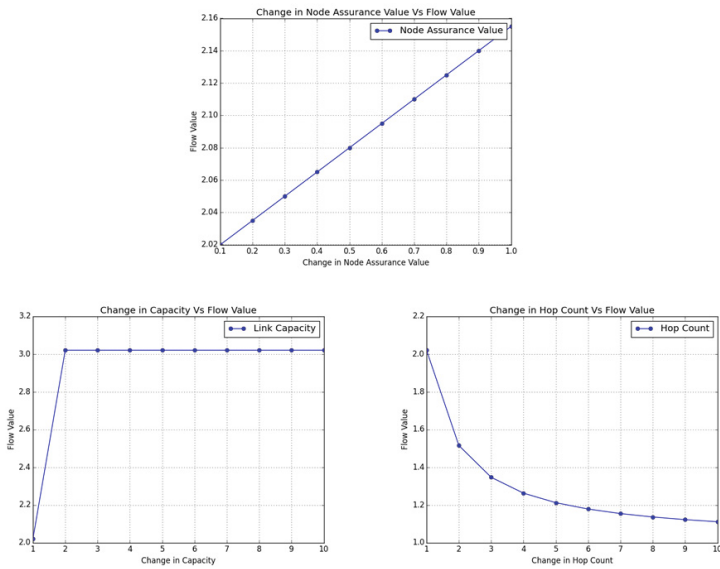 Change in Node Assurance Value Vs Flow Value
2.16
2.14
2.12
2.10
2.08
2.06
2.04
2.02
Flow Value
Node Assurance Value
0.1 0.2 0.3 0.4 0.5 0.6 0.7 0.8 0.9 1.0
Change in Node Assurance Value
Change in Capacity Vs Flow Value
3.2
3.0
2.8
2.6
2.4
2.2
2.0
Flow Value
Link Capacity
1 2 3 4 5 6 7 8 9 10
Change in Capacity
Change in Hop Count Vs Flow Value
2.2
2.0
1.8
1.6
1.4
1.2
1.0
Flow Value
Hop Count
1 2 3 4 5 6 7 8 9 10
Change in Hop Count